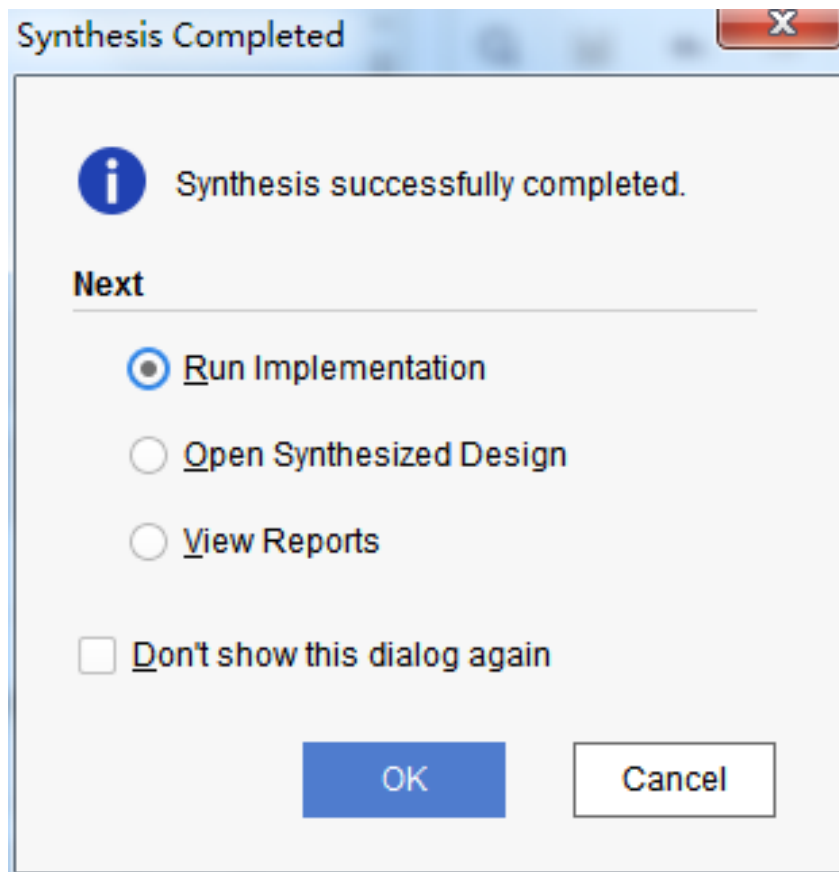 Synthesis Completed
Synthesis successfully completed.
Next
Run Implementation
Open Synthesized Design
View Reports
Don't show this dialog again
OK
Cancel